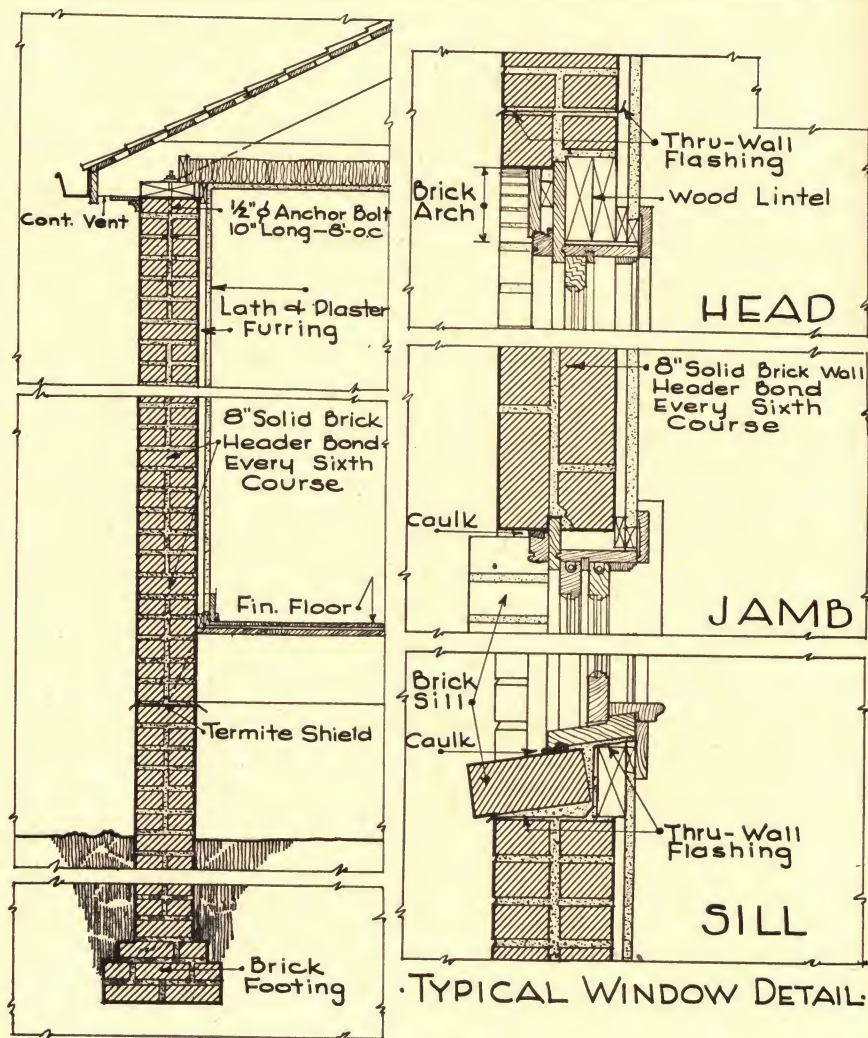 Cont. Vent
½"ϕ Anchor Bolt
10" Long-8'-o.c
Lath & Plaster
Furring
8" Solid Brick
Header Bond
Every Sixth
Course
Fin. Floor
Termite Shield
Brick
Footing
Thru-Wall
Flashing
Brick
Arch
Wood Lintel
HEAD
8" Solid Brick Wall
Header Bond
Every Sixth
Course
Caulk
JAMB
Brick
Sill
Caulk
Thru-Wall
Flashing
SILL
·TYPICAL WINDOW DETAIL·